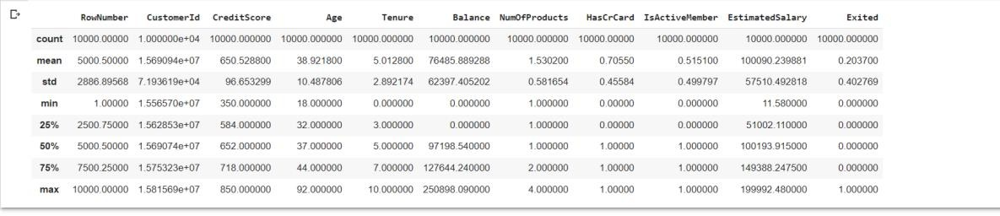 RowNumber CustomerId CreditScore Age Tenure Balance NumOfProducts HasCrCard IsActiveMember EstimatedSalary Exited
count 10000.00000 1.000000e+04 10000.000000 10000.000000 10000.000000 10000.000000 10000.000000 10000.00000 10000.000000 10000.000000 10000.000000
mean 5000.50000 1.569094e+07 650.528800 38.921800 5.012800 76485.889288 1.530200 0.70550 0.515100 100090.239881 0.203700
std 2886.89568 7.193619e+04 96.653299 10.487806 2.892174 62397.405202 0.581654 0.45584 0.499797 57510.492818 0.402769
min 1.00000 1.556570e+07 350.000000 18.000000 0.000000 0.000000 1.000000 0.00000 0.000000 11.580000 0.000000
25% 2500.75000 1.562853e+07 584.000000 32.000000 3.000000 0.000000 1.000000 0.00000 0.000000 51002.110000 0.000000
50% 5000.50000 1.569074e+07 652.000000 37.000000 5.000000 97198.540000 1.000000 1.00000 1.000000 100193.915000 0.000000
75% 7500.25000 1.575323e+07 718.000000 44.000000 7.000000 127644.240000 2.000000 1.00000 1.000000 149388.247500 0.000000
max 10000.00000 1.581569e+07 850.000000 92.000000 10.000000 250898.090000 4.000000 1.00000 1.000000 199992.480000 1.000000